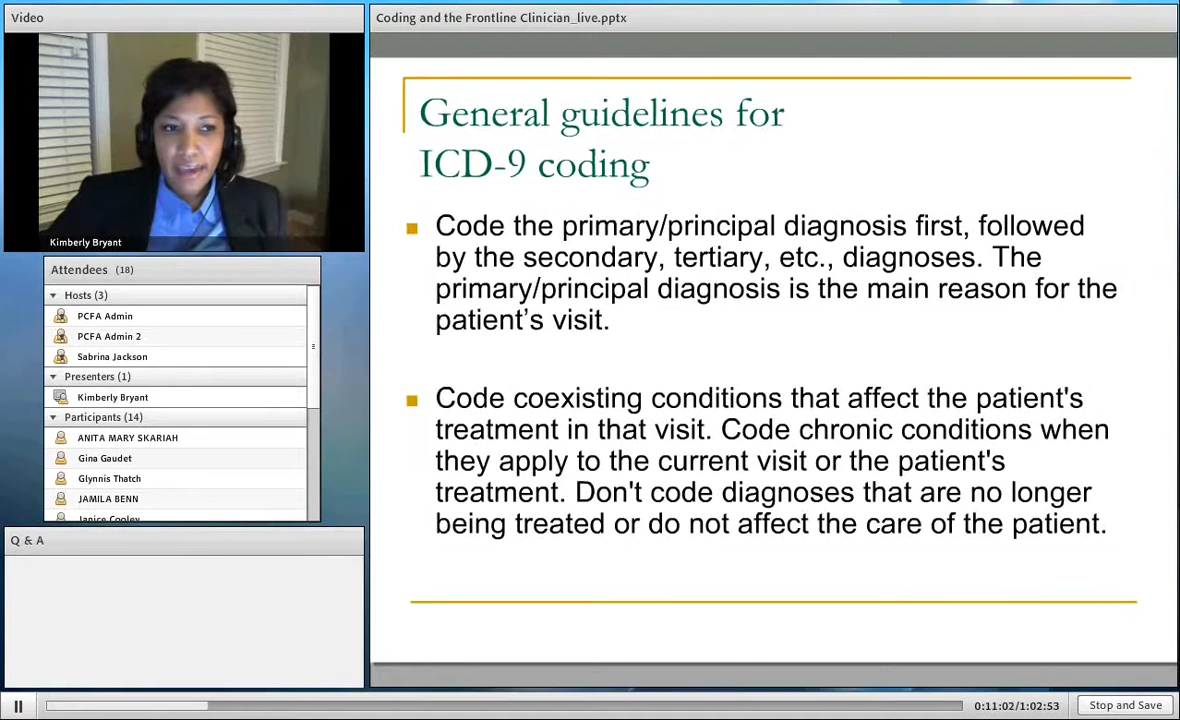 Video
Kimberly Bryant
Attendees (18)
Hosts (3)
PCFA Admin
PCFA Admin 2
Sabrina Jackson
Presenters (1)
Kimberly Bryant
Participants (14)
ANITA MARY SKARIAH
Gina Gaudet
Glynnis Thatch
JAMILA BENN
Janice Cooley
Q & A
Coding and the Frontline Clinician_live.pptx
General guidelines for
ICD-9 coding
Code the primary/principal diagnosis first, followed
by the secondary, tertiary, etc., diagnoses. The
primary/principal diagnosis is the main reason for the
patient’s visit.
Code coexisting conditions that affect the patient's
treatment in that visit. Code chronic conditions when
they apply to the current visit or the patient's
treatment. Don't code diagnoses that are no longer
being treated or do not affect the care of the patient.
0:11:02/1:02:53
Stop and Save